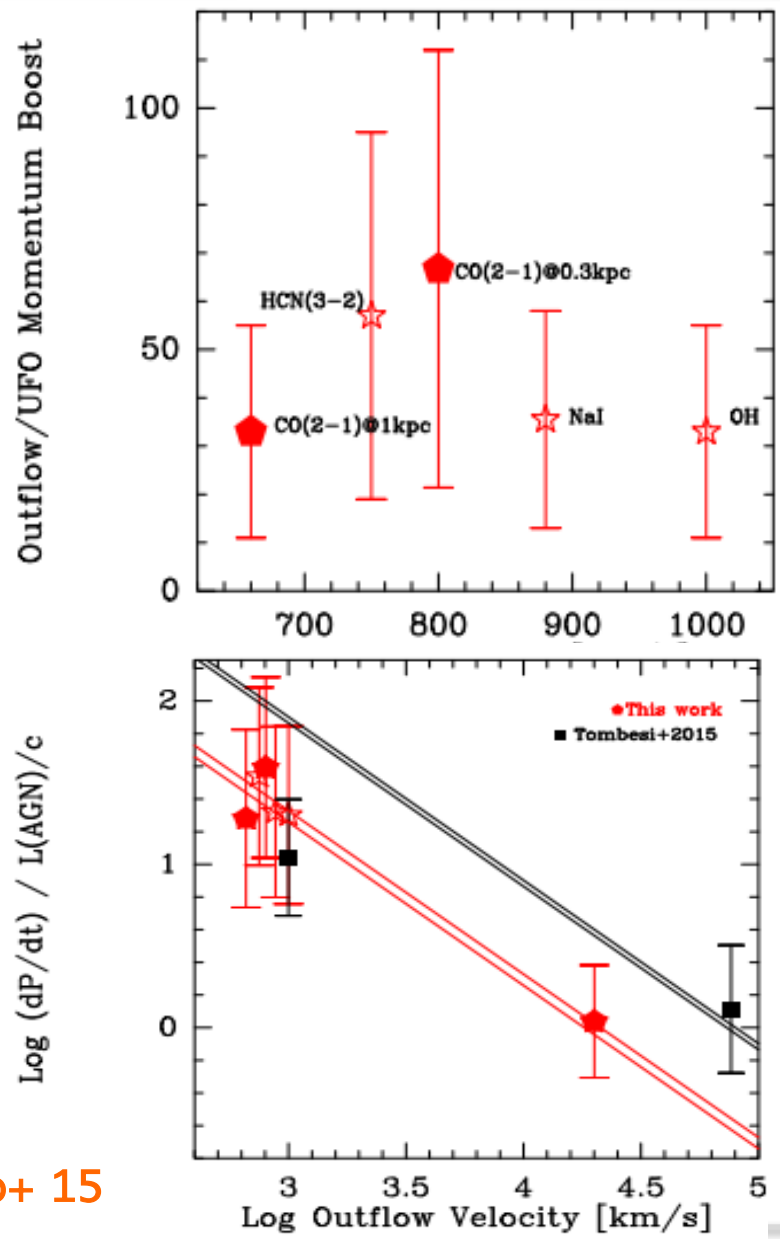 Outflow/UFO Momentum Boost
100
50
0
HCN(3-2)
CO(2-1)@0.3kpc
CO(2-1)@1kpc
NaI
OH
700 800 900 1000
Log (dP/dt) / L(AGN)/c
2
1
0
This work
Tombesi+2015
3 3.5 4 4.5 5
Log Outflow Velocity [km/s]
+ 15